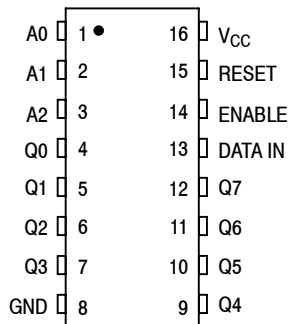 A0 1 16 VCC
A1 2 15 RESET
A2 3 14 ENABLE
Q0 4 13 DATA IN
Q1 5 12 Q7
Q2 6 11 Q6
Q3 7 10 Q5
GND 8 9 Q4